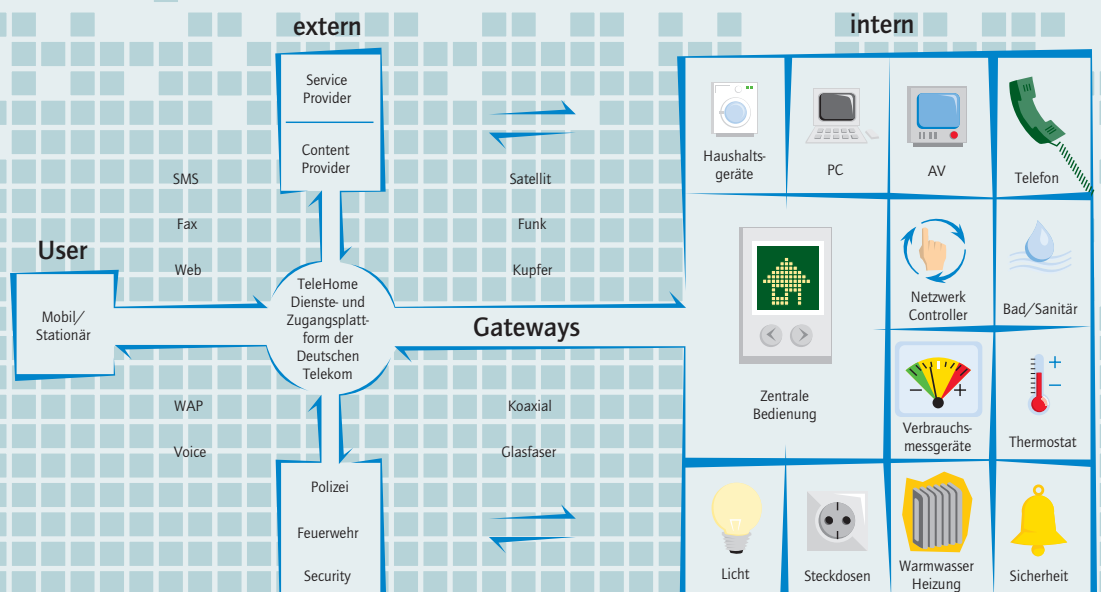 extern
intern
Service
Provider
Content
Provider
SMS
Fax
Web
User
Mobil/
Stationär
WAP
Voice
TeleHome
Dienste- und
Zugangsplatt-
form der
Deutschen
Telekom
Polizei
Feuerwehr
Security
Satellit
Funk
Kupfer
Gateways
Koaxial
Glasfaser
Haushalts-
geräte
PC
AV
Telefon
Zentrale
Bedienung
Netzwerk
Controller
Bad/Sanitär
Verbrauchs-
messgeräte
Thermostat
Licht
Steckdosen
Warmwasser
Heizung
Sicherheit